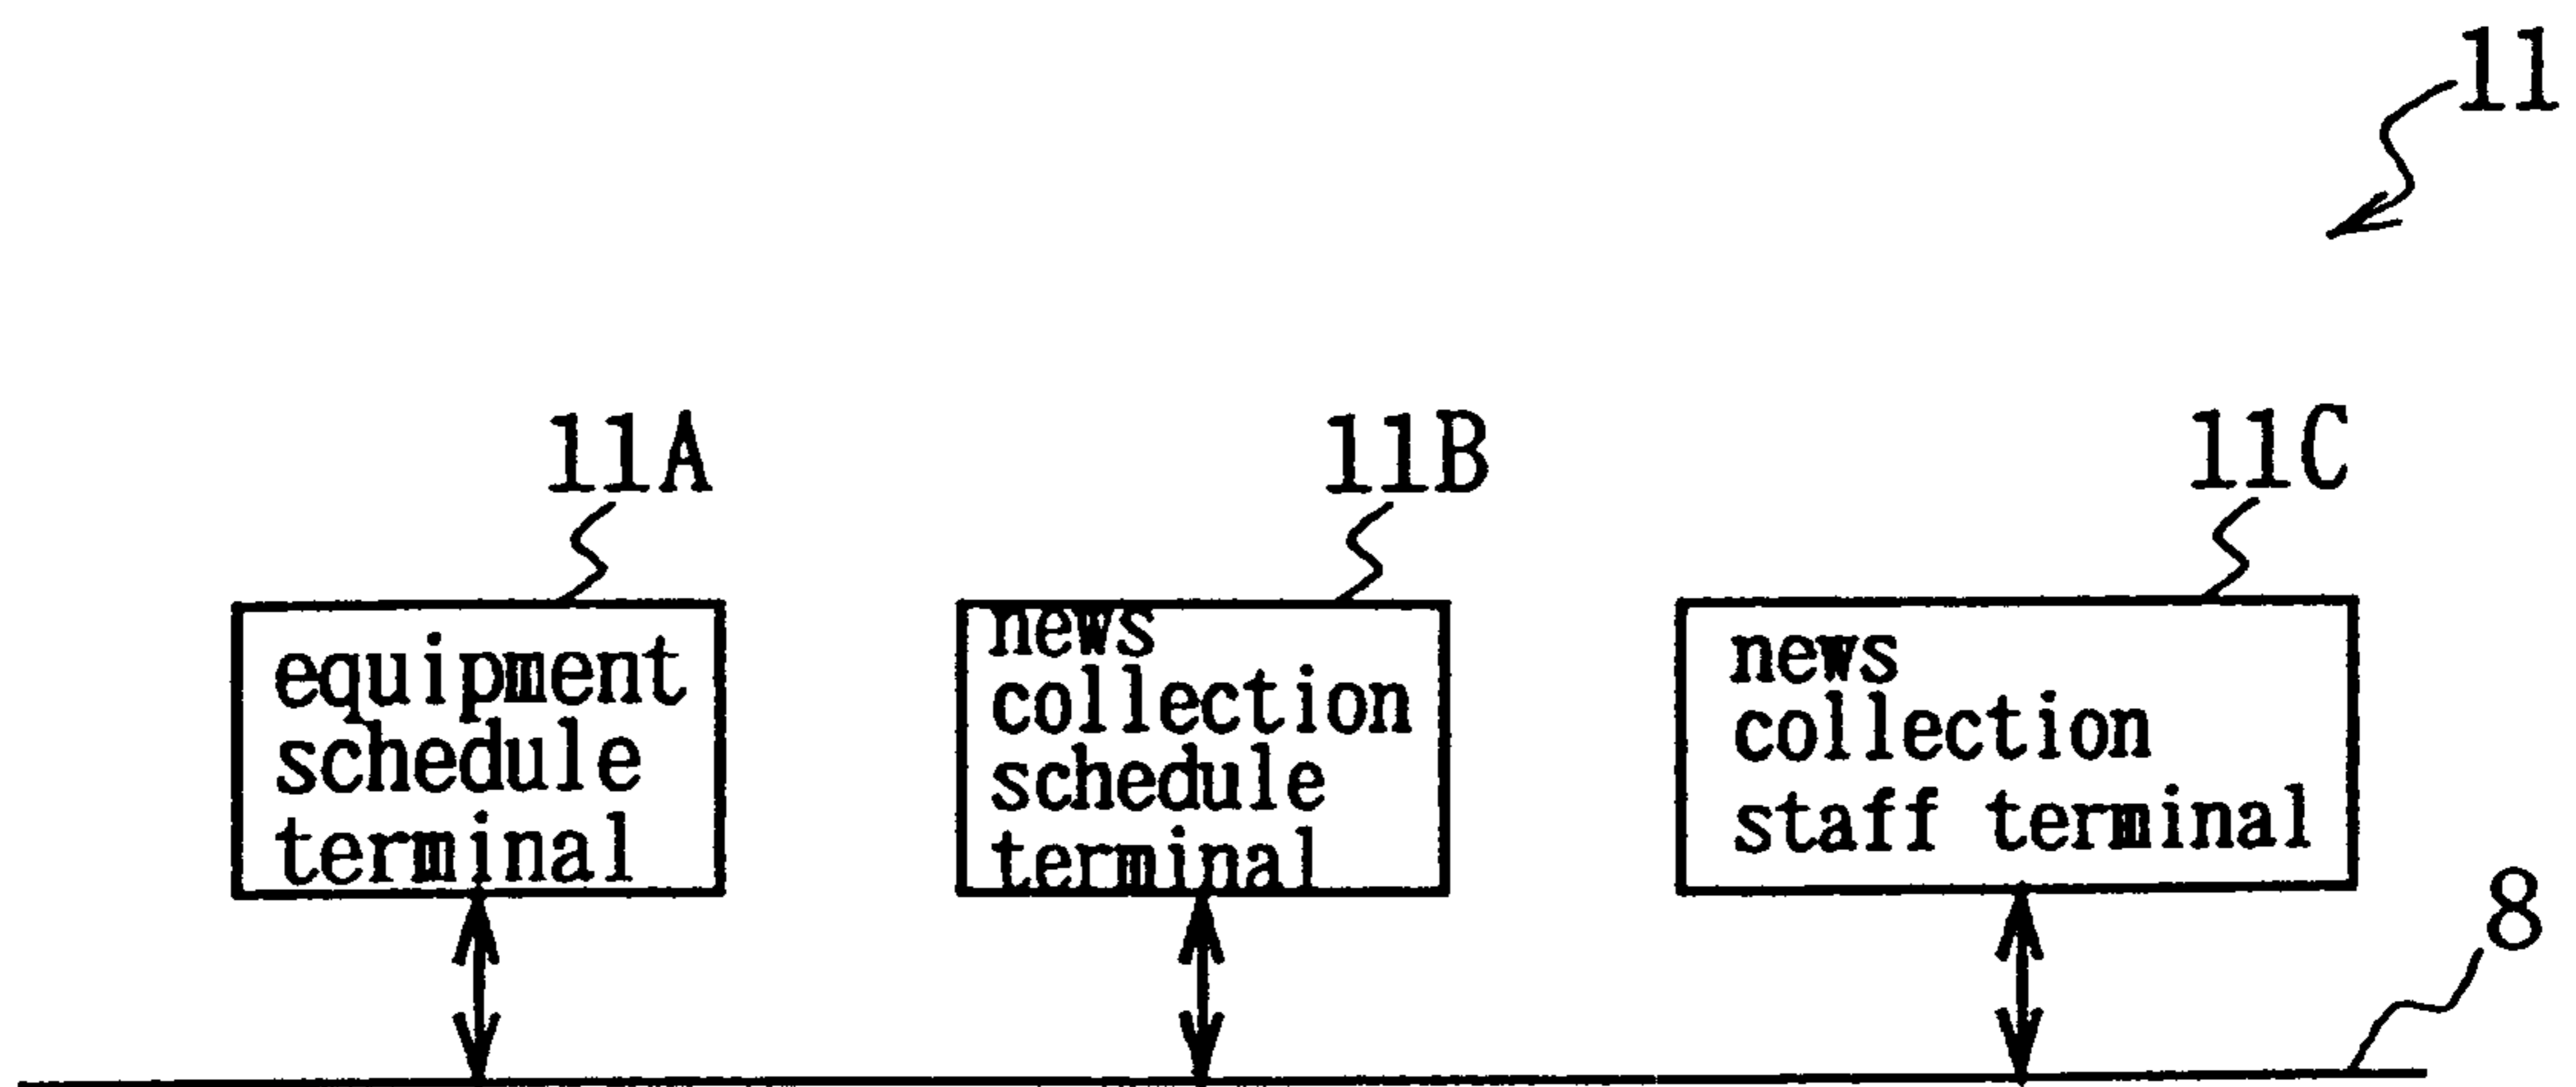 11
11A
11B
11C
equipment
schedule
terminal
news
collection
schedule
terminal
news
collection
staff terminal
8